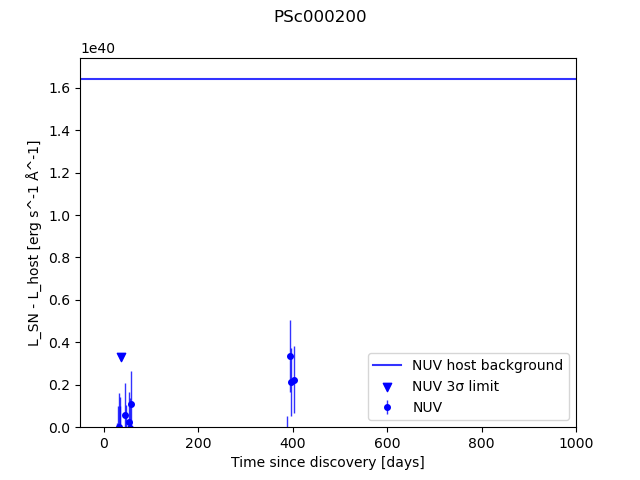 PSc000200
1e40
1.6
1.4
1.2
1.0
0.8
0.6
0.4
0.2
0.0
L_SN - L_host [erg s^-1 Å^-1]
NUV host background
NUV 3σ limit
NUV
0
200
400
600
800
1000
Time since discovery [days]